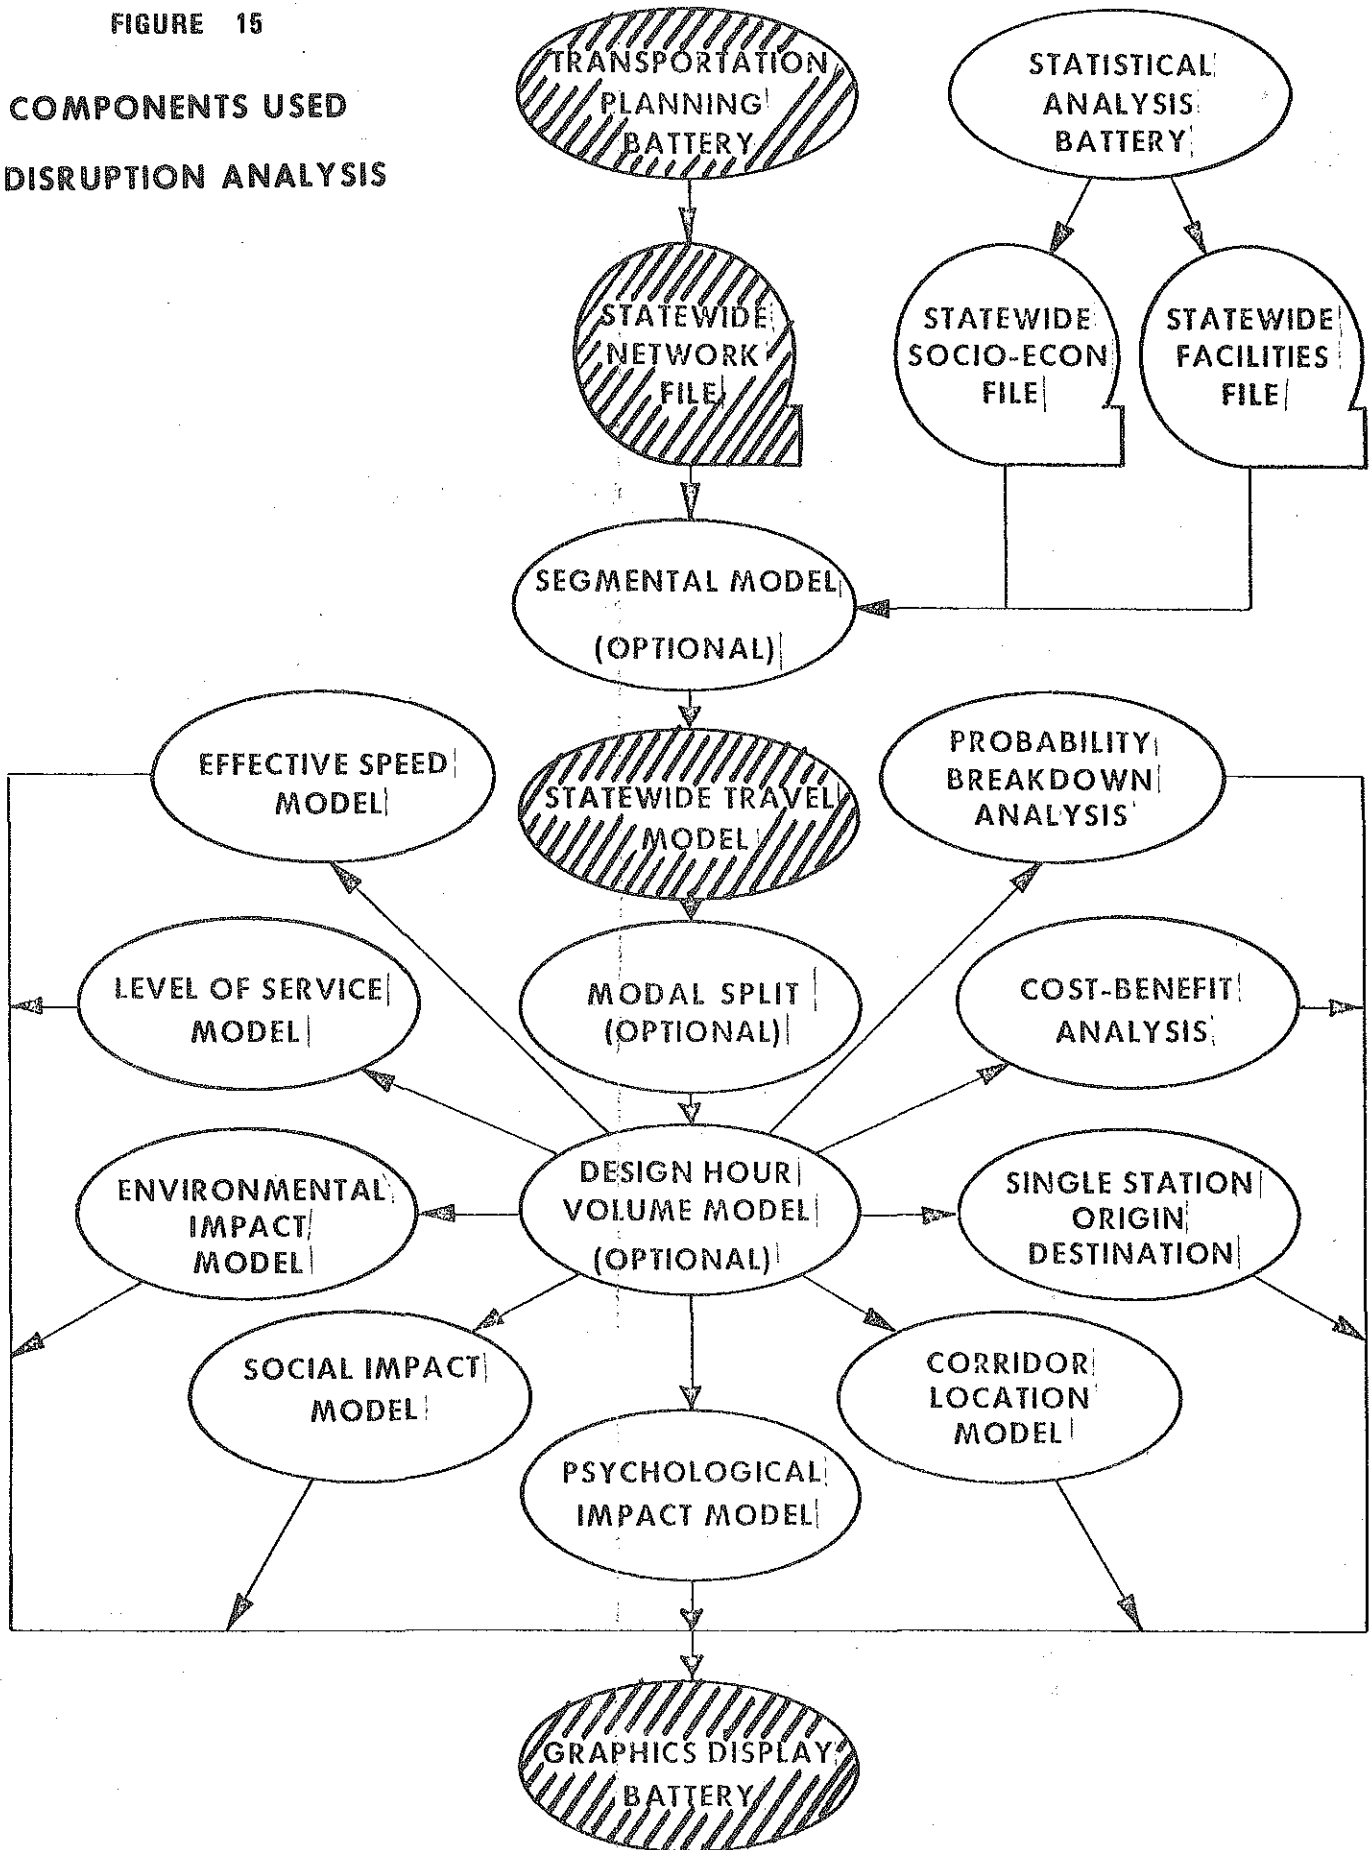 FIGURE 15
COMPONENTS USED
DISRUPTION ANALYSIS
TRANSPORTATION
PLANNING
BATTERY
STATISTICAL
ANALYSIS
BATTERY
STATEWIDE
NETWORK
FILE
STATEWIDE
SOCIO-ECON
FILE
STATEWIDE
FACILITIES
FILE
SEGMENTAL MODEL
(OPTIONAL)
EFFECTIVE SPEED
MODEL
STATEWIDE TRAVEL
MODEL
PROBABILITY
BREAKDOWN
ANALYSIS
LEVEL OF SERVICE
MODEL
MODAL SPLIT
(OPTIONAL)
COST-BENEFIT
ANALYSIS
ENVIRONMENTAL
IMPACT
MODEL
DESIGN HOUR
VOLUME MODEL
(OPTIONAL)
SINGLE STATION
ORIGIN
DESTINATION
SOCIAL IMPACT
MODEL
PSYCHOLOGICAL
IMPACT MODEL
CORRIDOR
LOCATION
MODEL
GRAPHICS DISPLAY
BATTERY